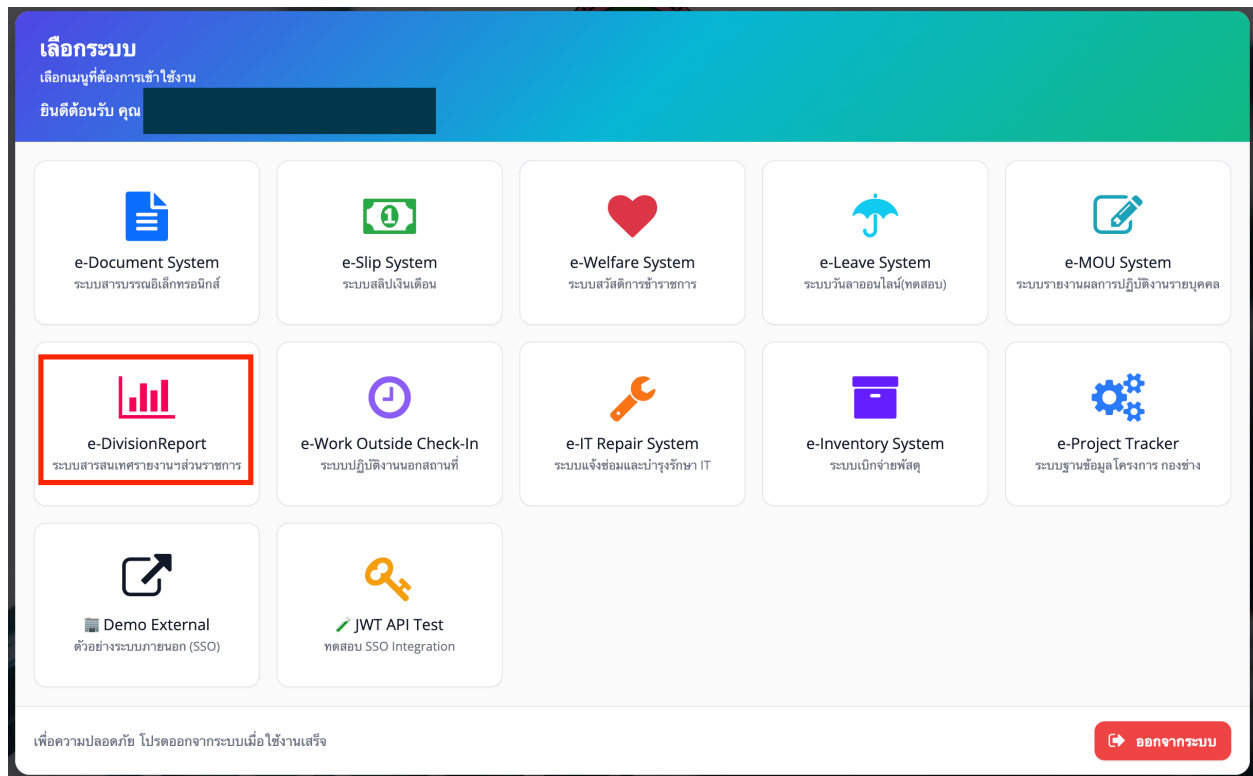 เลือกระบบ
เลือกเมนูที่ต้องการเข้าใช้งาน
ยินดีต้อนรับ คุณ
e-Document System
ระบบสารบรรณอิเล็กทรอนิกส์
1
e-Slip System
ระบบสลิปเงินเดือน
e-Welfare System
ระบบสวัสดิการข้าราชการ
e-Leave System
ระบบวันลาออนไลน์(ทดสอบ)
e-MOU System
ระบบรายงานผลการปฏิบัติงานรายบุคคล
e-DivisionReport
ระบบสารสนเทศรายงานฯส่วนราชการ
e-Work Outside Check-In
ระบบปฏิบัติงานนอกสถานที่
e-IT Repair System
ระบบแจ้งซ่อมและบำรุงรักษา IT
e-Inventory System
ระบบเบิกจ่ายพัสดุ
e-Project Tracker
ระบบฐานข้อมูลโครงการ กองช่าง
🏢 Demo External
ตัวอย่างระบบภายนอก (SSO)
🧪 JWT API Test
ทดสอบ SSO Integration
เพื่อความปลอดภัย โปรดออกจากระบบเมื่อใช้งานเสร็จ
ออกจากระบบ